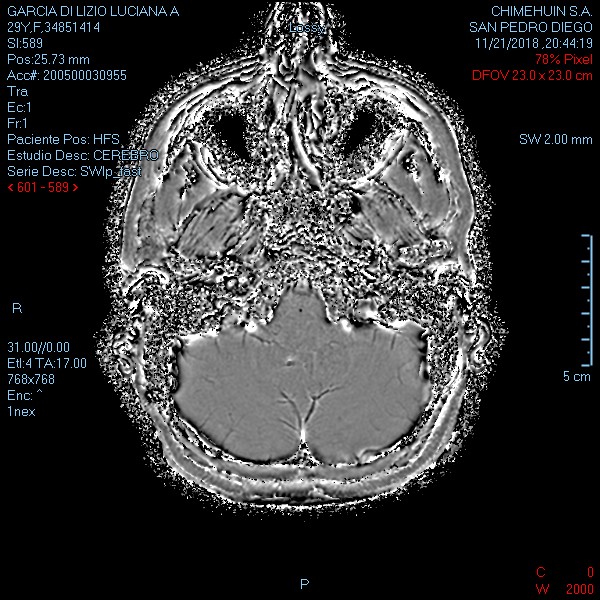 GARCIA DI LIZIO LUCIANA A
29Y,F,34851414
SI:589
Pos:25.73 mm
Acc#: 200500030955
Tra
Ec:1
Fr:1
Paciente Pos: HFS
Estudio Desc: CEREBRO
Serie Desc: SWIp_fast
< 601 - 589 >
Lossy
CHIMEHUIN S.A.
SAN PEDRO DIEGO
11/21/2018 ,20:44:19
78% Pixel
DFOV 23.0 x 23.0 cm
SW 2.00 mm
R
31.00//0.00
Etl:4 TA:17.00
768x768
Enc: ^
1nex
5 cm
P
C 0
W 2000